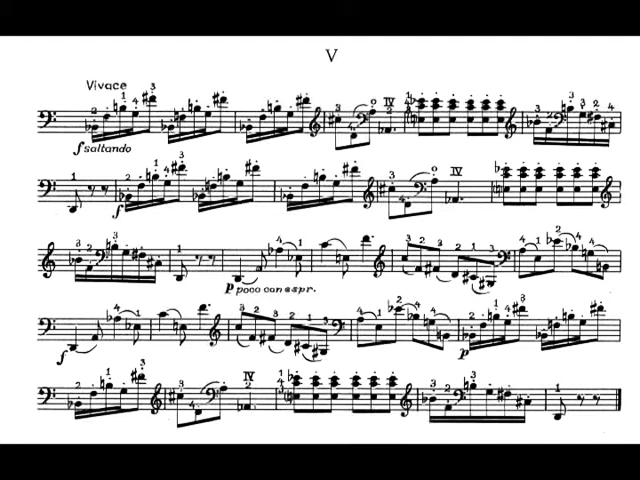 V
Vivace
f saltando
IV
f
IV
p poco con espr.
f
p
IV